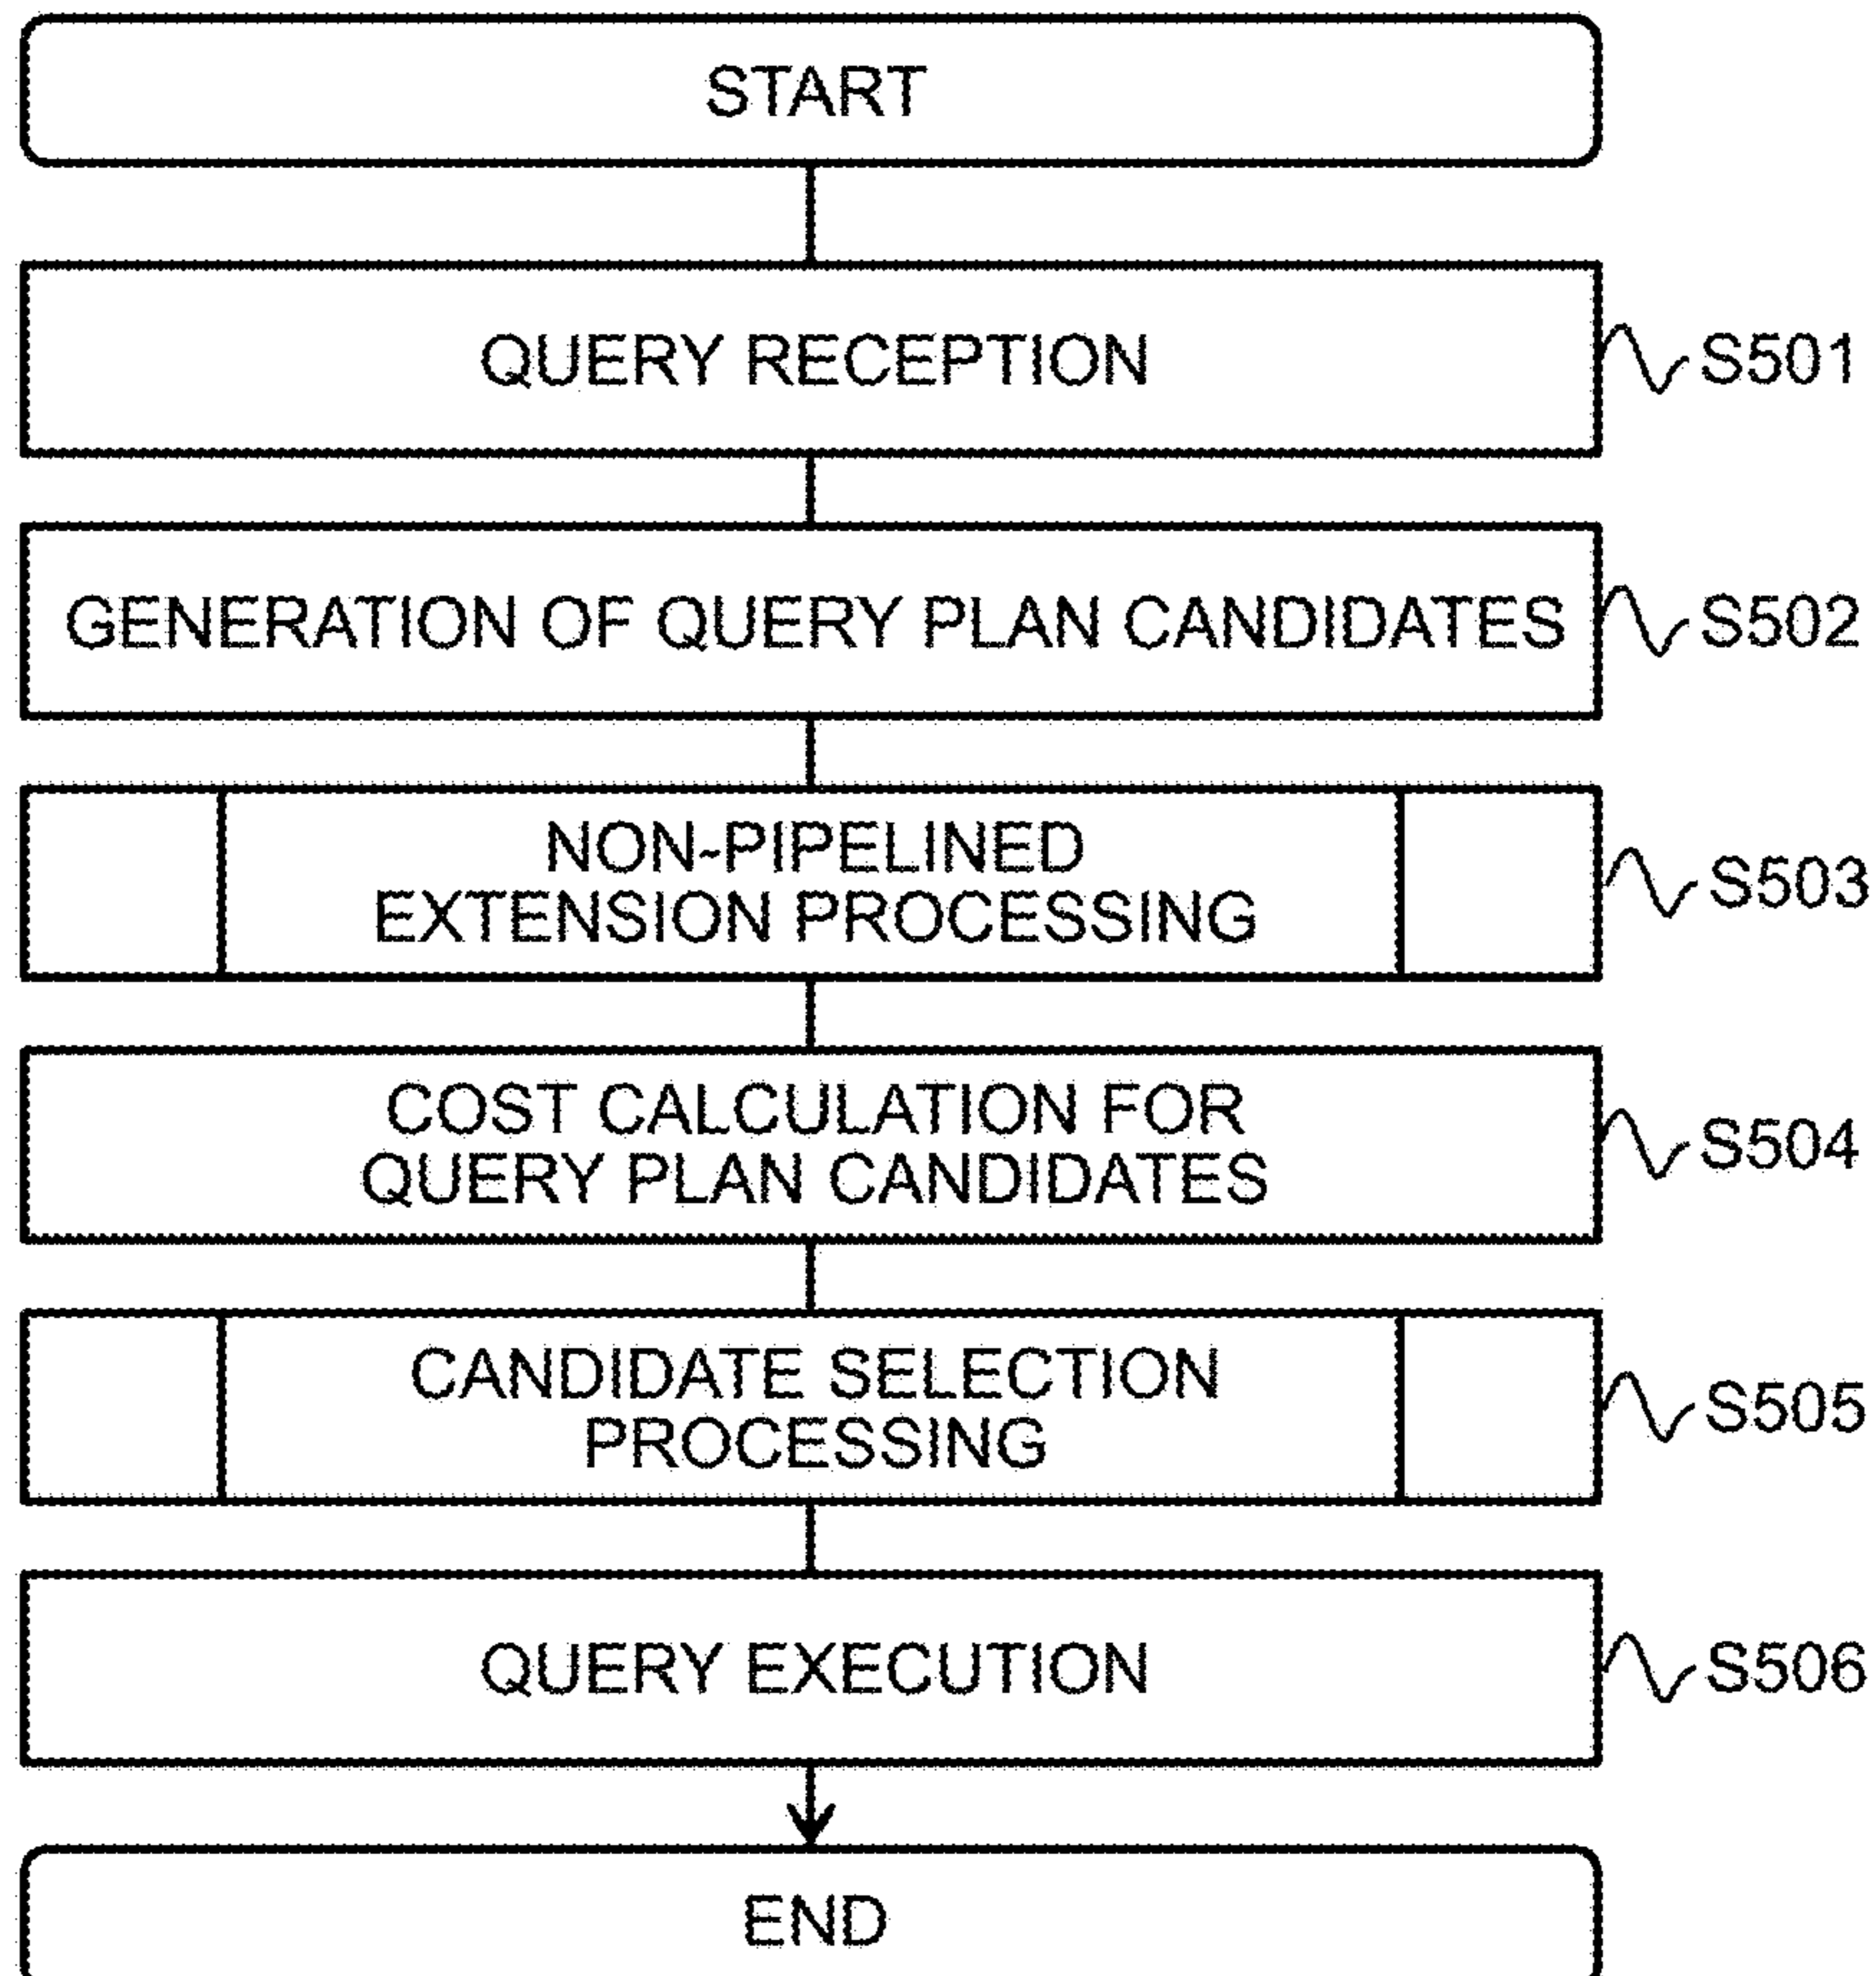 START
QUERY RECEPTION
S501
GENERATION OF QUERY PLAN CANDIDATES
S502
NON-PIPELINED
EXTENSION PROCESSING
S503
COST CALCULATION FOR
QUERY PLAN CANDIDATES
S504
CANDIDATE SELECTION
PROCESSING
S505
QUERY EXECUTION
S506
END